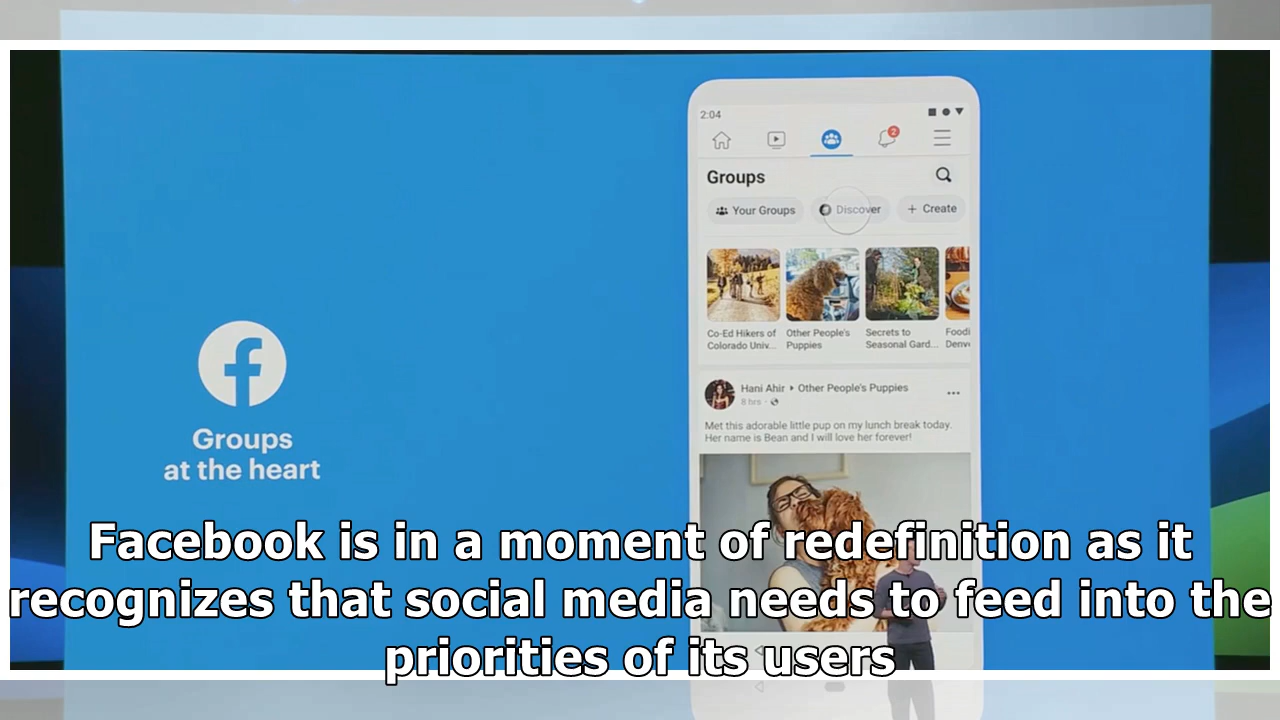 2:04
2
Groups
Your Groups
Discover
+ Create
Co-Ed Hikers of
Colorado Univ...
Other People's
Puppies
Secrets to
Seasonal Gard...
Hani Ahir ▸ Other People's Puppies
8 hrs
Met this adorable little pup on my lunch break today.
Her name is Bean and I will love her forever!
Groups
at the heart
Facebook is in a moment of redefinition as it
recognizes that social media needs to feed into the
priorities of its users